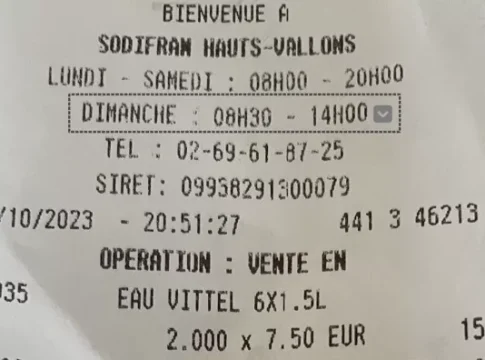 BIENVENUE A
SODIFRAM HAUTS-VALLONS
LUNDI - SAMEDI : 08H00 - 20H00
DIMANCHE : 08H30 - 14H00
TEL : 02-69-61-87-25
SIRET: 09938291300079
/10/2023 - 20:51:27 441 3 46213
OPERATION : VENTE EN
035 EAU VITTEL 6X1.5L
2.000 x 7.50 EUR 15